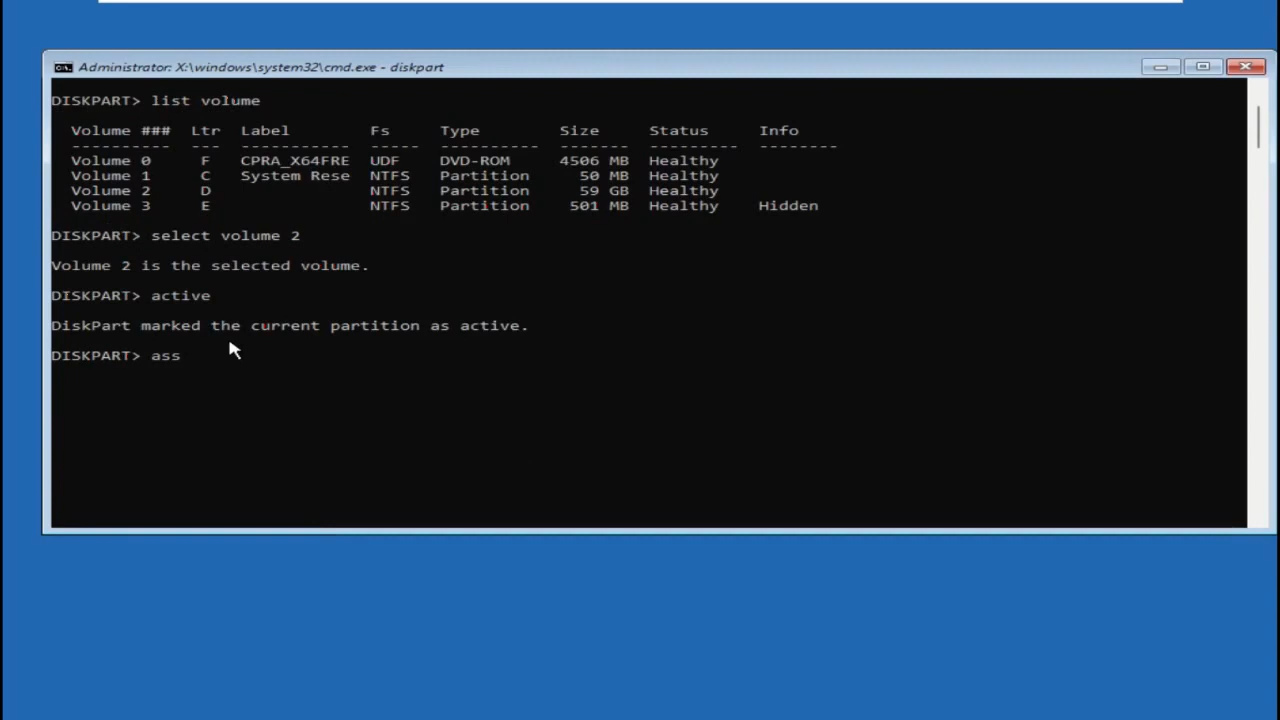 Administrator: X:\windows\system32\cmd.exe - diskpart
DISKPART> list volume
Volume ### Ltr Label Fs Type Size Status Info
---------- --- ----------- ----- ---------- ------- --------- --------
Volume 0 F CPRA_X64FRE UDF DVD-ROM 4506 MB Healthy
Volume 1 C System Rese NTFS Partition 50 MB Healthy
Volume 2 D NTFS Partition 59 GB Healthy
Volume 3 E NTFS Partition 501 MB Healthy Hidden
DISKPART> select volume 2
Volume 2 is the selected volume.
DISKPART> active
DiskPart marked the current partition as active.
DISKPART> ass